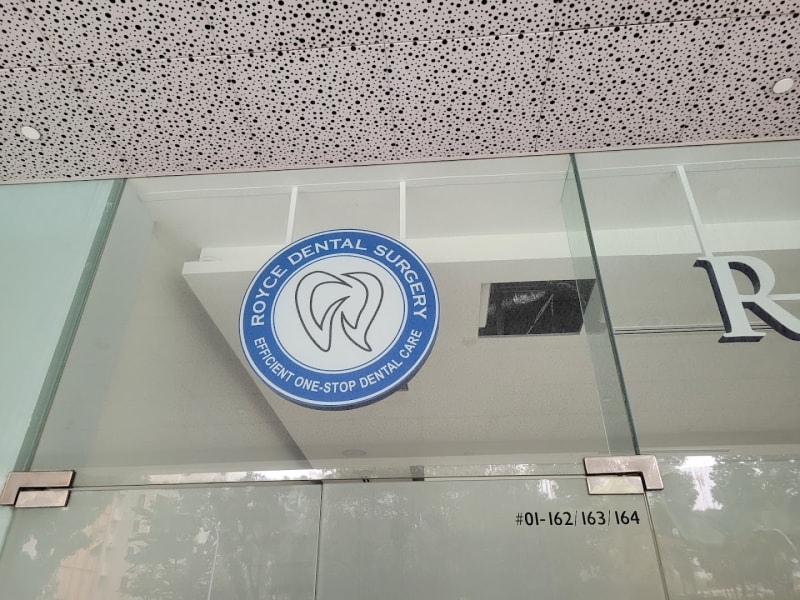 ROYCE DENTAL SURGERY
EFFICIENT ONE-STOP DENTAL CARE
R
#01-162/163/164